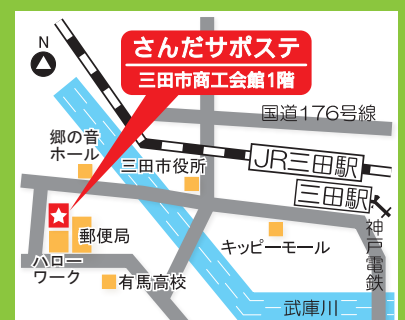 さんだサポステ
三田市商工会館1階
N
国道176号線
郷の音
ホール
三田市役所
JR三田駅
三田駅
神戸電鉄
郵便局
キッピーモール
ハロー
ワーク
有馬高校
武庫川